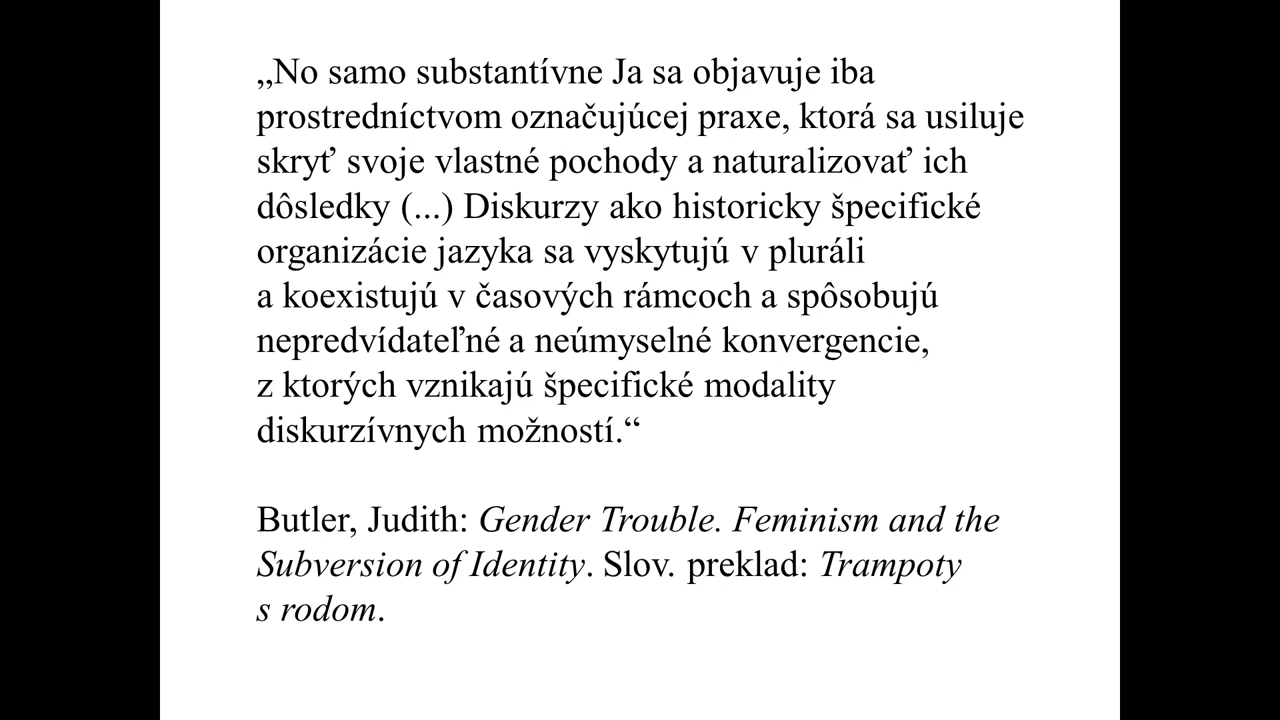 „No samo substantívne Ja sa objavuje iba
prostredníctvom označujúcej praxe, ktorá sa usiluje
skryť svoje vlastné pochody a naturalizovať ich
dôsledky (...) Diskurzy ako historicky špecifické
organizácie jazyka sa vyskytujú v pluráli
a koexistujú v časových rámcoch a spôsobujú
nepredvídateľné a neúmyselné konvergencie,
z ktorých vznikajú špecifické modality
diskurzívnych možností.“
Butler, Judith: Gender Trouble. Feminism and the
Subversion of Identity. Slov. preklad: Trampoty
s rodom.